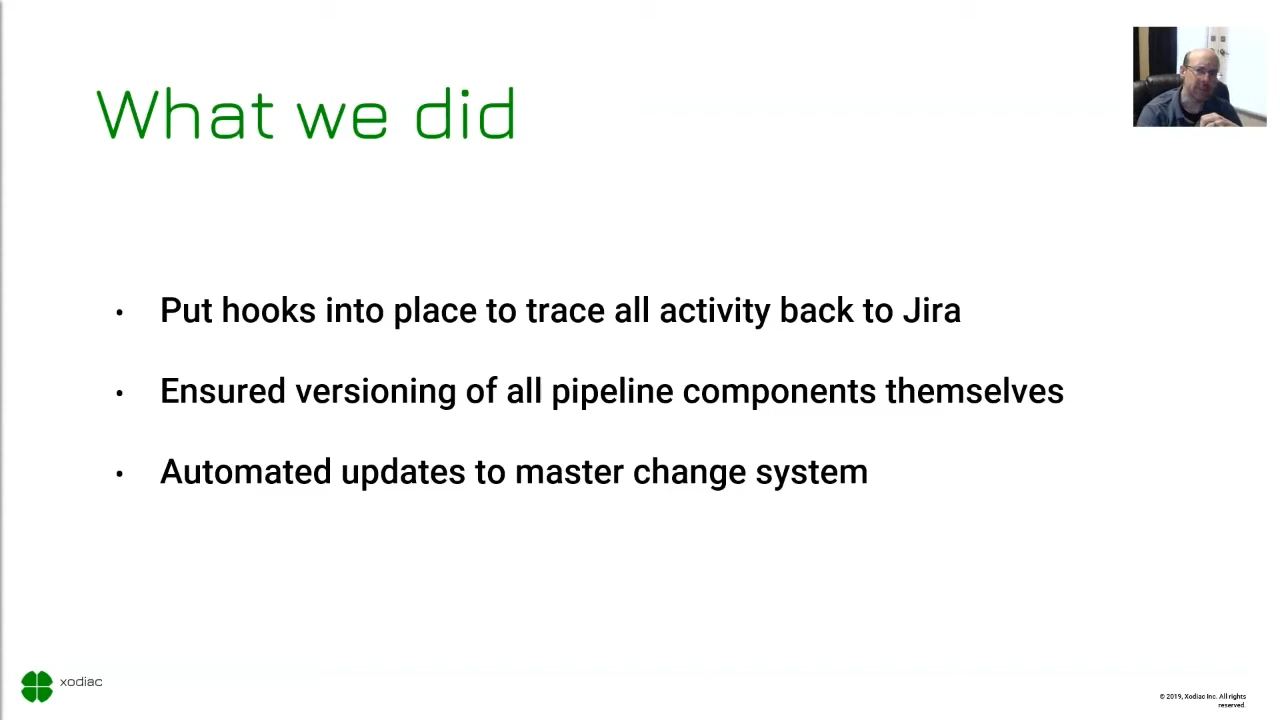 What we did
• Put hooks into place to trace all activity back to Jira
• Ensured versioning of all pipeline components themselves
• Automated updates to master change system
xodiac
© 2019, Xodiac Inc. All rights
reserved.